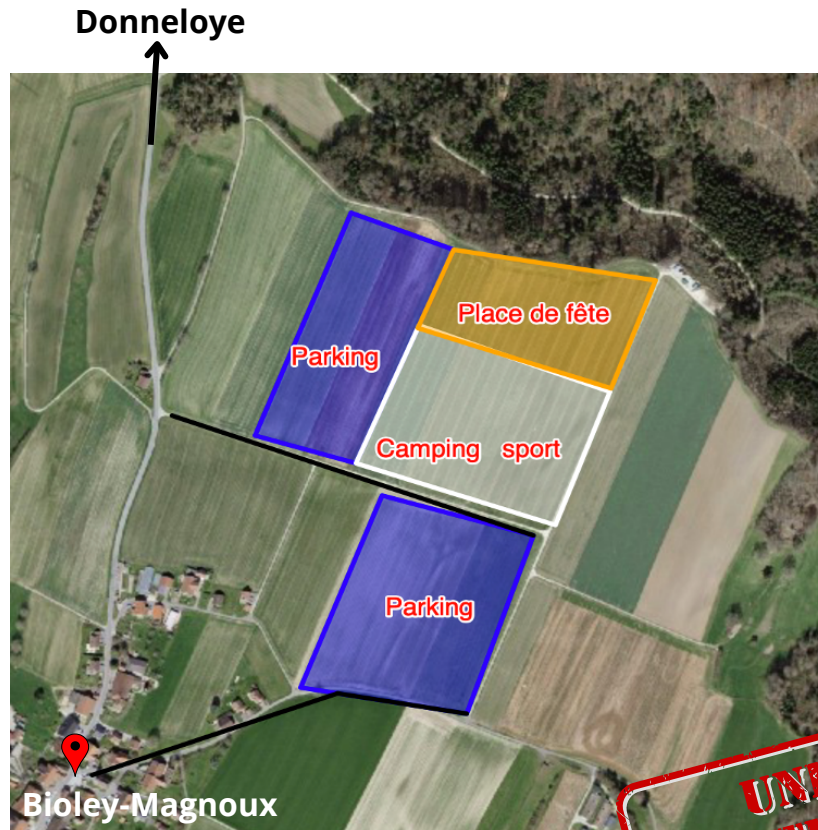 Donneloye
Place de fête
Parking
Camping sport
Parking
Bioley-Magnoux